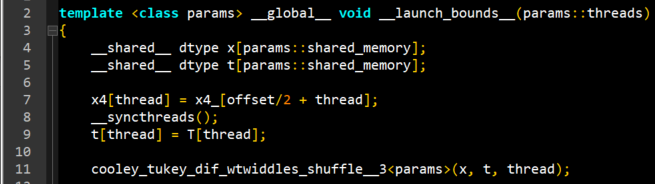 2 template <class params> __global__ void __launch_bounds__(params::threads)
3 {
4 __shared__ dtype x[params::shared_memory];
5 __shared__ dtype t[params::shared_memory];
6
7 x4[thread] = x4_[offset/2 + thread];
8 __syncthreads();
9 t[thread] = T[thread];
10
11 cooley_tukey_dif_wtwiddles_shuffle__3<params>(x, t, thread);